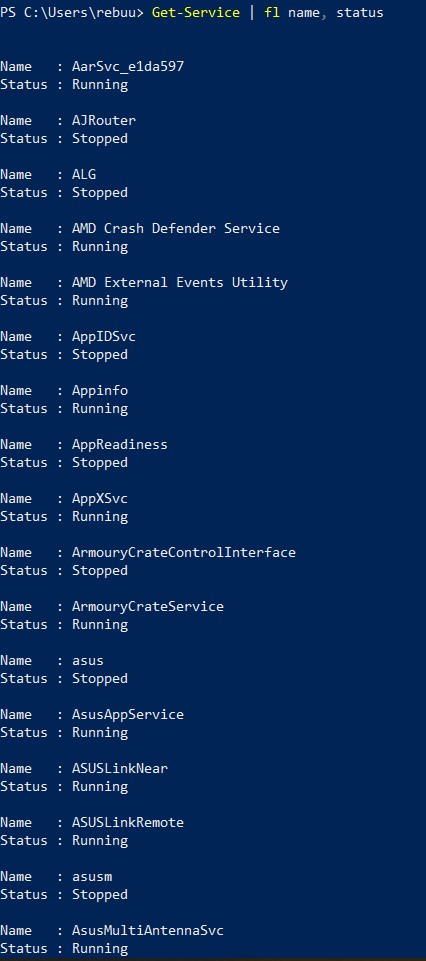 PS C:\Users\rebuu> Get-Service | fl name, status
Name   : AarSvc_e1da597
Status : Running
Name   : AJRouter
Status : Stopped
Name   : ALG
Status : Stopped
Name   : AMD Crash Defender Service
Status : Running
Name   : AMD External Events Utility
Status : Running
Name   : AppIDSvc
Status : Stopped
Name   : Appinfo
Status : Running
Name   : AppReadiness
Status : Stopped
Name   : AppXSvc
Status : Running
Name   : ArmouryCrateControlInterface
Status : Stopped
Name   : ArmouryCrateService
Status : Running
Name   : asus
Status : Stopped
Name   : AsusAppService
Status : Running
Name   : ASUSLinkNear
Status : Running
Name   : ASUSLinkRemote
Status : Running
Name   : asusm
Status : Stopped
Name   : AsusMultiAntennaSvc
Status : Running